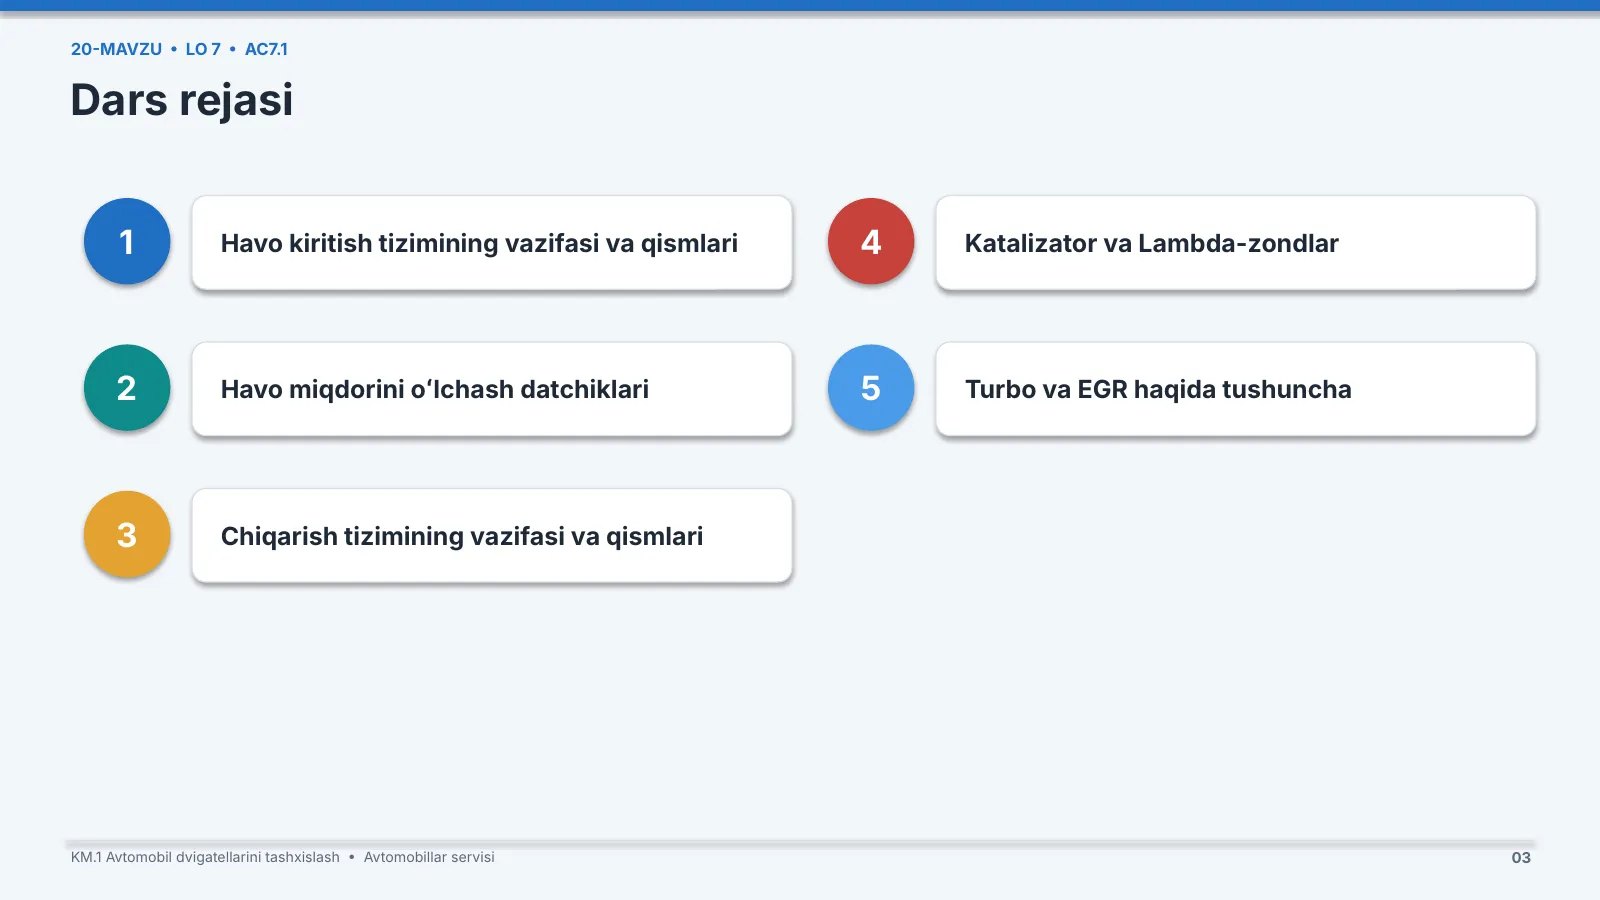 20-MAVZU • LO 7 • AC7.1
Dars rejasi
1
Havo kiritish tizimining vazifasi va qismlari
2
Havo miqdorini oʻlchash datchiklari
3
Chiqarish tizimining vazifasi va qismlari
4
Katalizator va Lambda-zondlar
5
Turbo va EGR haqida tushuncha
KM.1 Avtomobil dvigatellarini tashxislash • Avtomobillar servisi
03